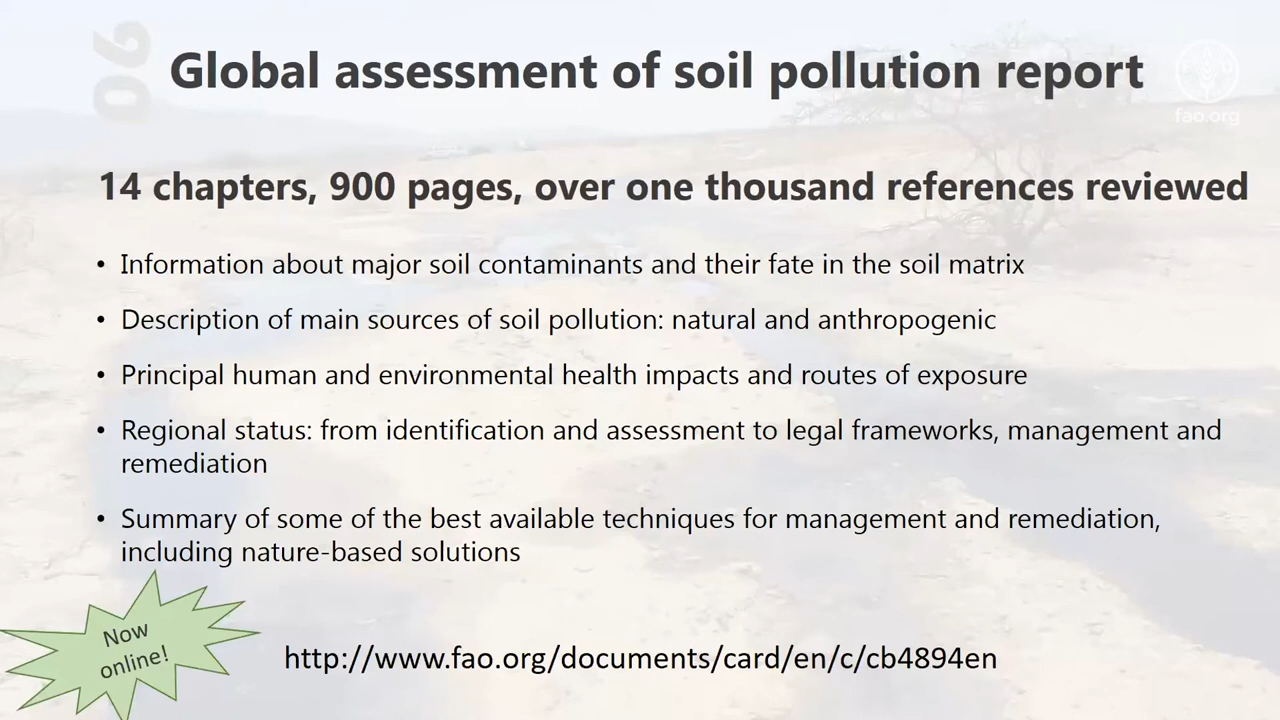 06
Global assessment of soil pollution report
F A O
fao.org
14 chapters, 900 pages, over one thousand references reviewed
• Information about major soil contaminants and their fate in the soil matrix
• Description of main sources of soil pollution: natural and anthropogenic
• Principal human and environmental health impacts and routes of exposure
• Regional status: from identification and assessment to legal frameworks, management and
remediation
• Summary of some of the best available techniques for management and remediation,
including nature-based solutions
Now
online!
http://www.fao.org/documents/card/en/c/cb4894en